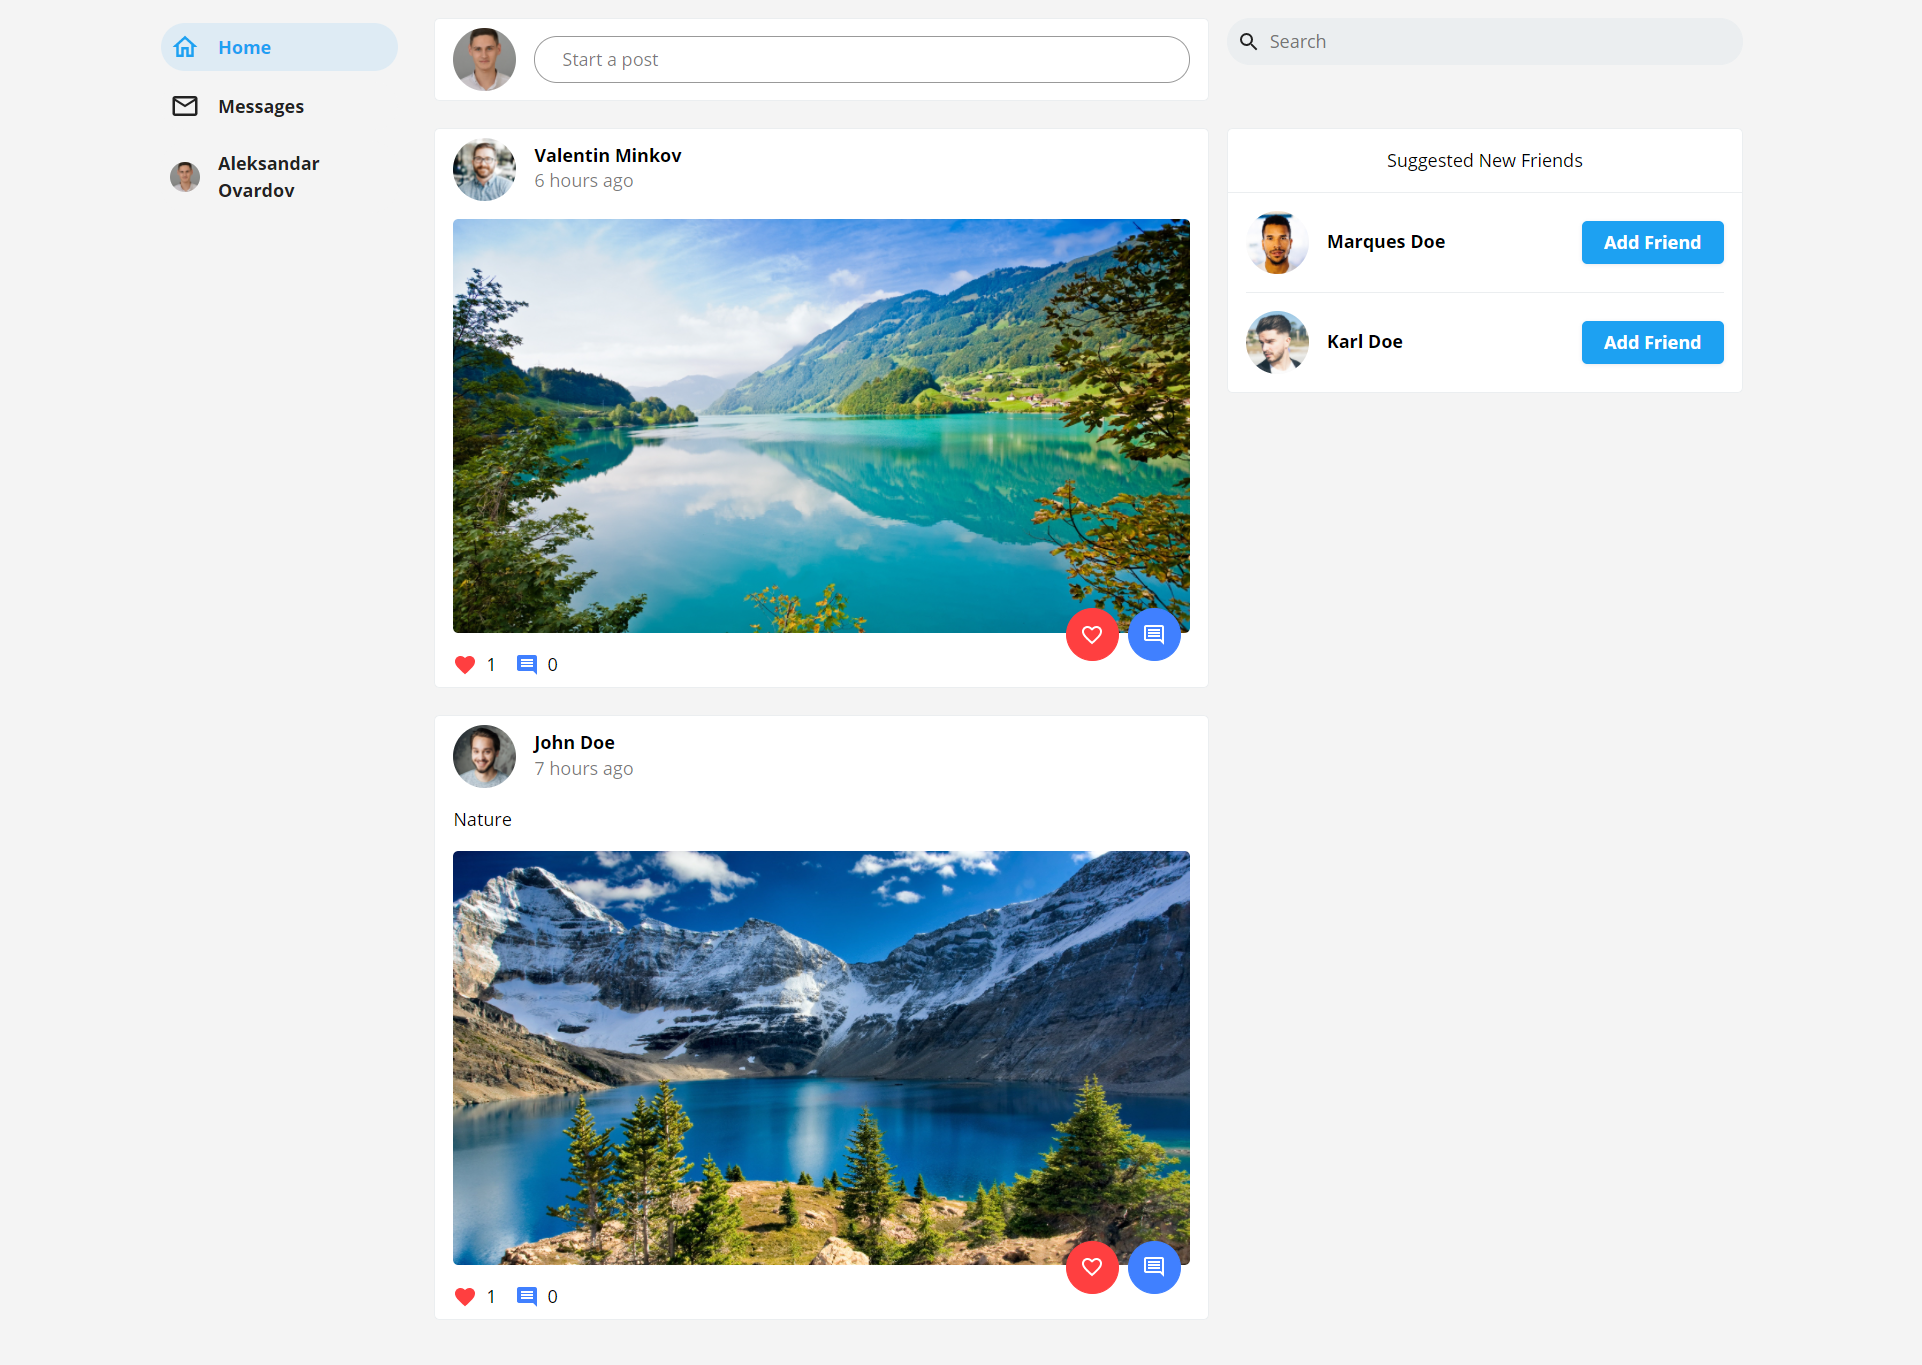 Home
Messages
Aleksandar
Ovardov
Start a post
Valentin Minkov
6 hours ago
1 0
John Doe
7 hours ago
Nature
1 0
Search
Suggested New Friends
Marques Doe Add Friend
Karl Doe Add Friend